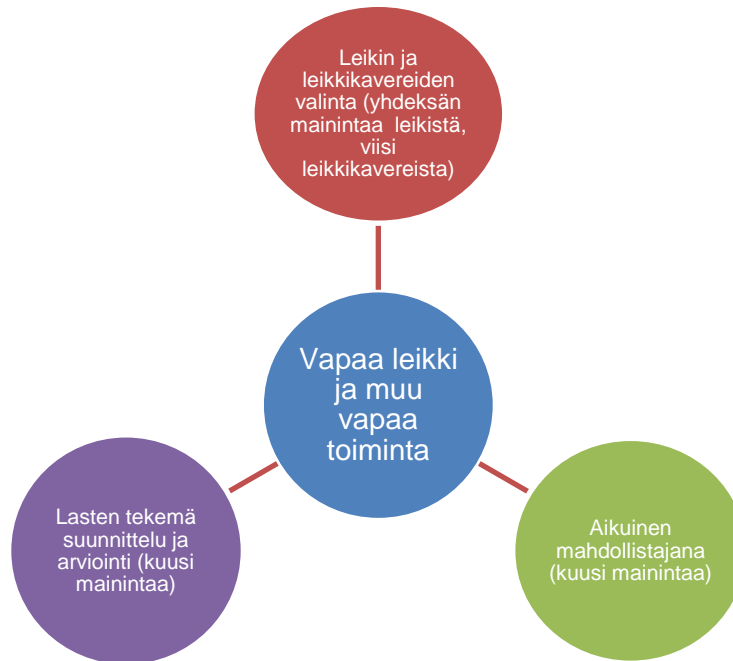 Leikin ja
leikkikavereiden
valinta (yhdeksän
mainintaa leikistä,
viisi
leikkikavereista)
Vapaa leikki
ja muu
vapaa
toiminta
Lasten tekemä
suunnittelu ja
arviointi (kuusi
mainintaa)
Aikuinen
mahdollistajana
(kuusi mainintaa)